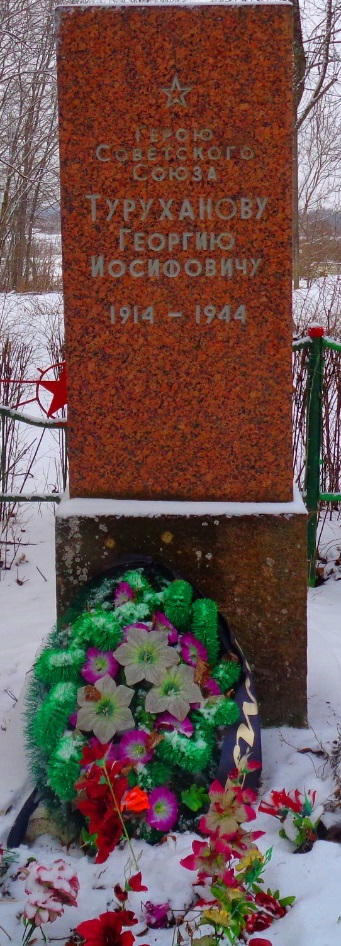 Герою
Советского
Союза
Туруханову
Георгию
Иосифовичу
1914 – 1944